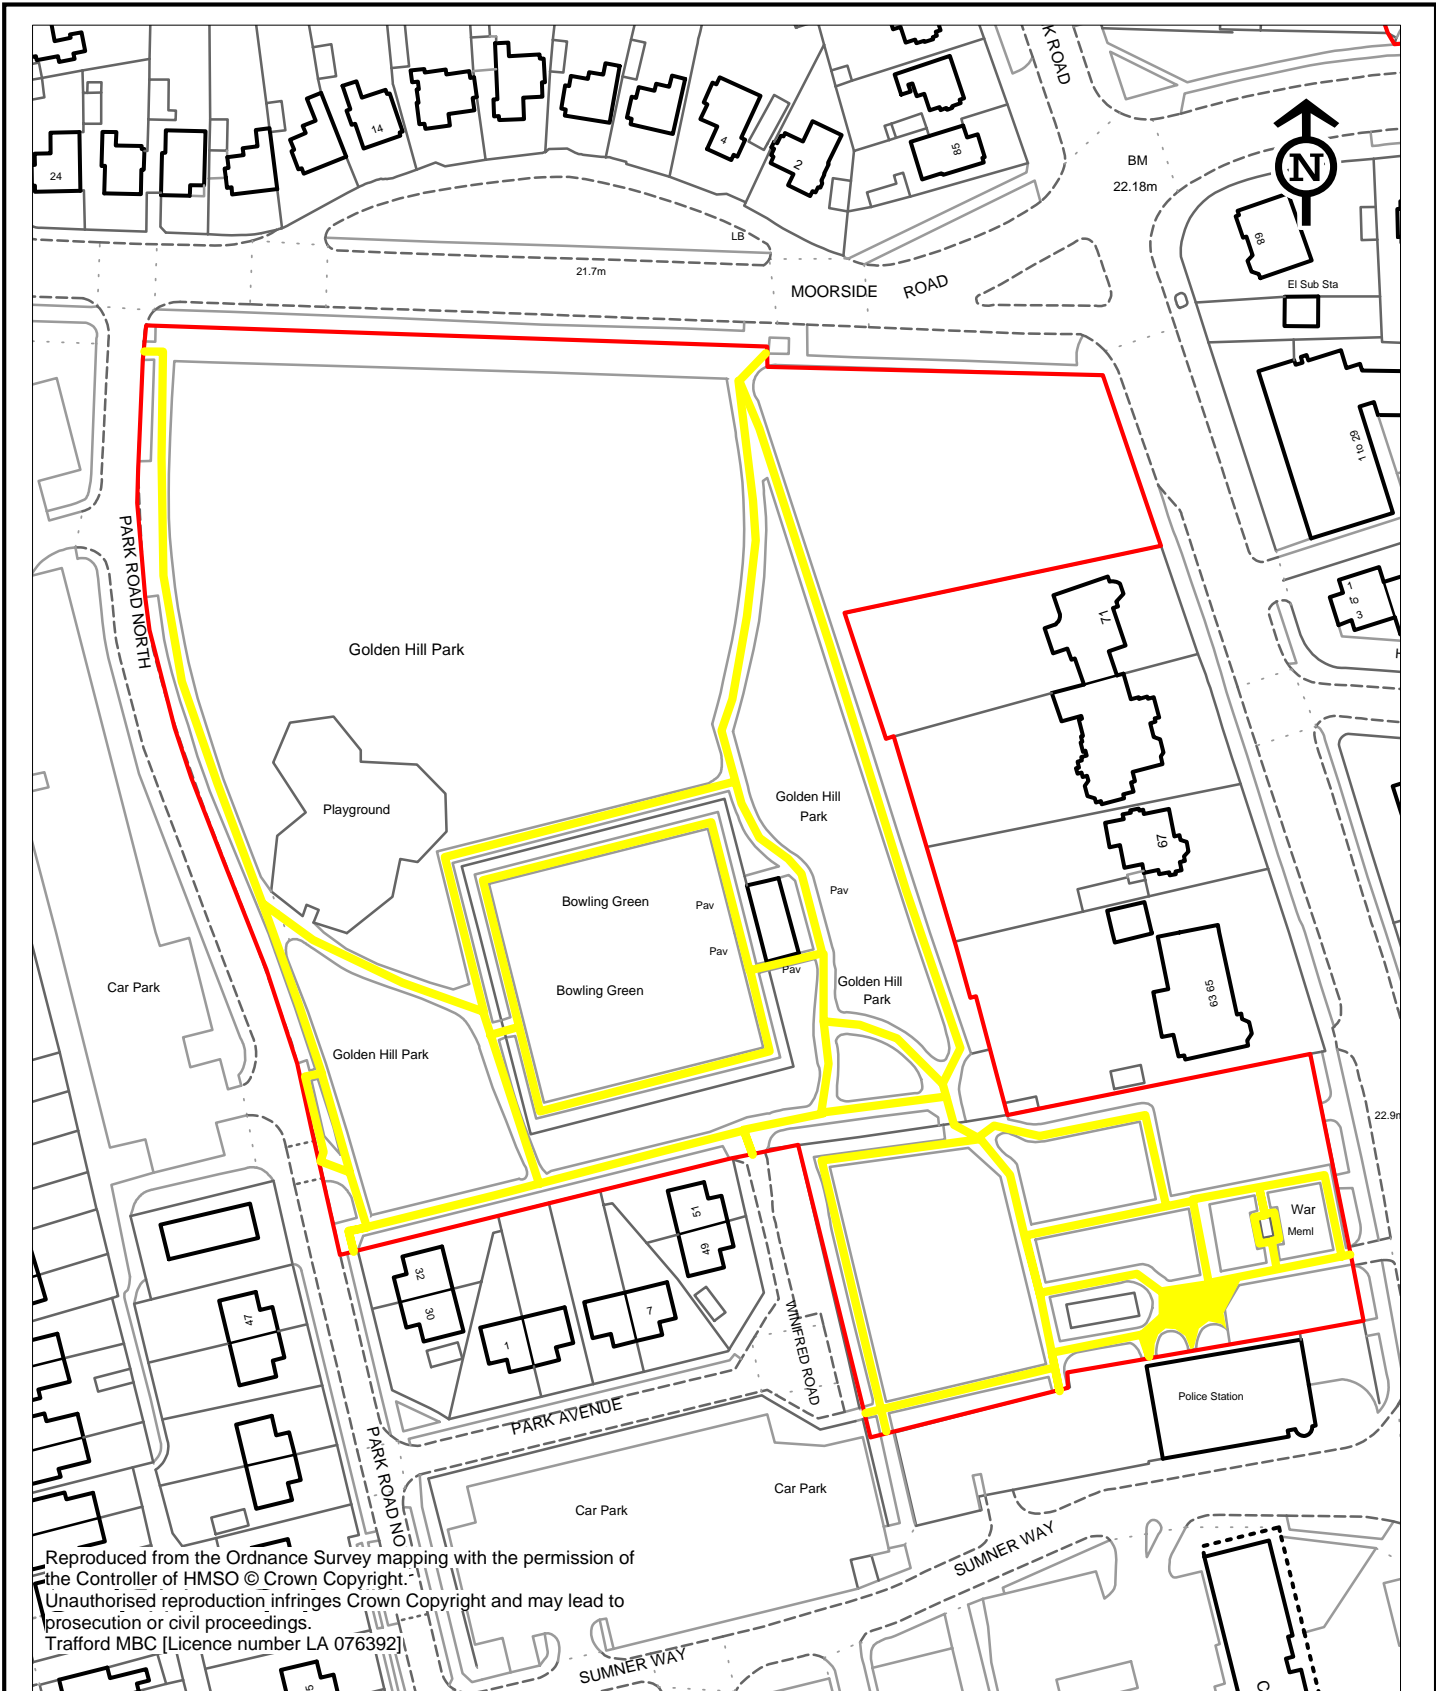 K ROAD
14
4
2
85
24
BM
22.18m
N
LB
21.7m
MOORSIDE ROAD
89
El Sub Sta
1 to 29
PARK ROAD NORTH
1
to
3
71
Golden Hill Park
Playground
Golden Hill
Park
67
Bowling Green
Pav
Pav
Pav
Bowling Green
Pav
Golden Hill
Park
Car Park
63 65
Golden Hill Park
22.9m
51
49
War
Meml
32
30
47
1
7
WINIFRED ROAD
PARK AVENUE
Police Station
PARK ROAD NO
Car Park
Car Park
SUMNER WAY
SUMNER WAY
Reproduced from the Ordnance Survey mapping with the permission of
the Controller of HMSO © Crown Copyright.
Unauthorised reproduction infringes Crown Copyright and may lead to
prosecution or civil proceedings.
Trafford MBC [Licence number LA 076392]